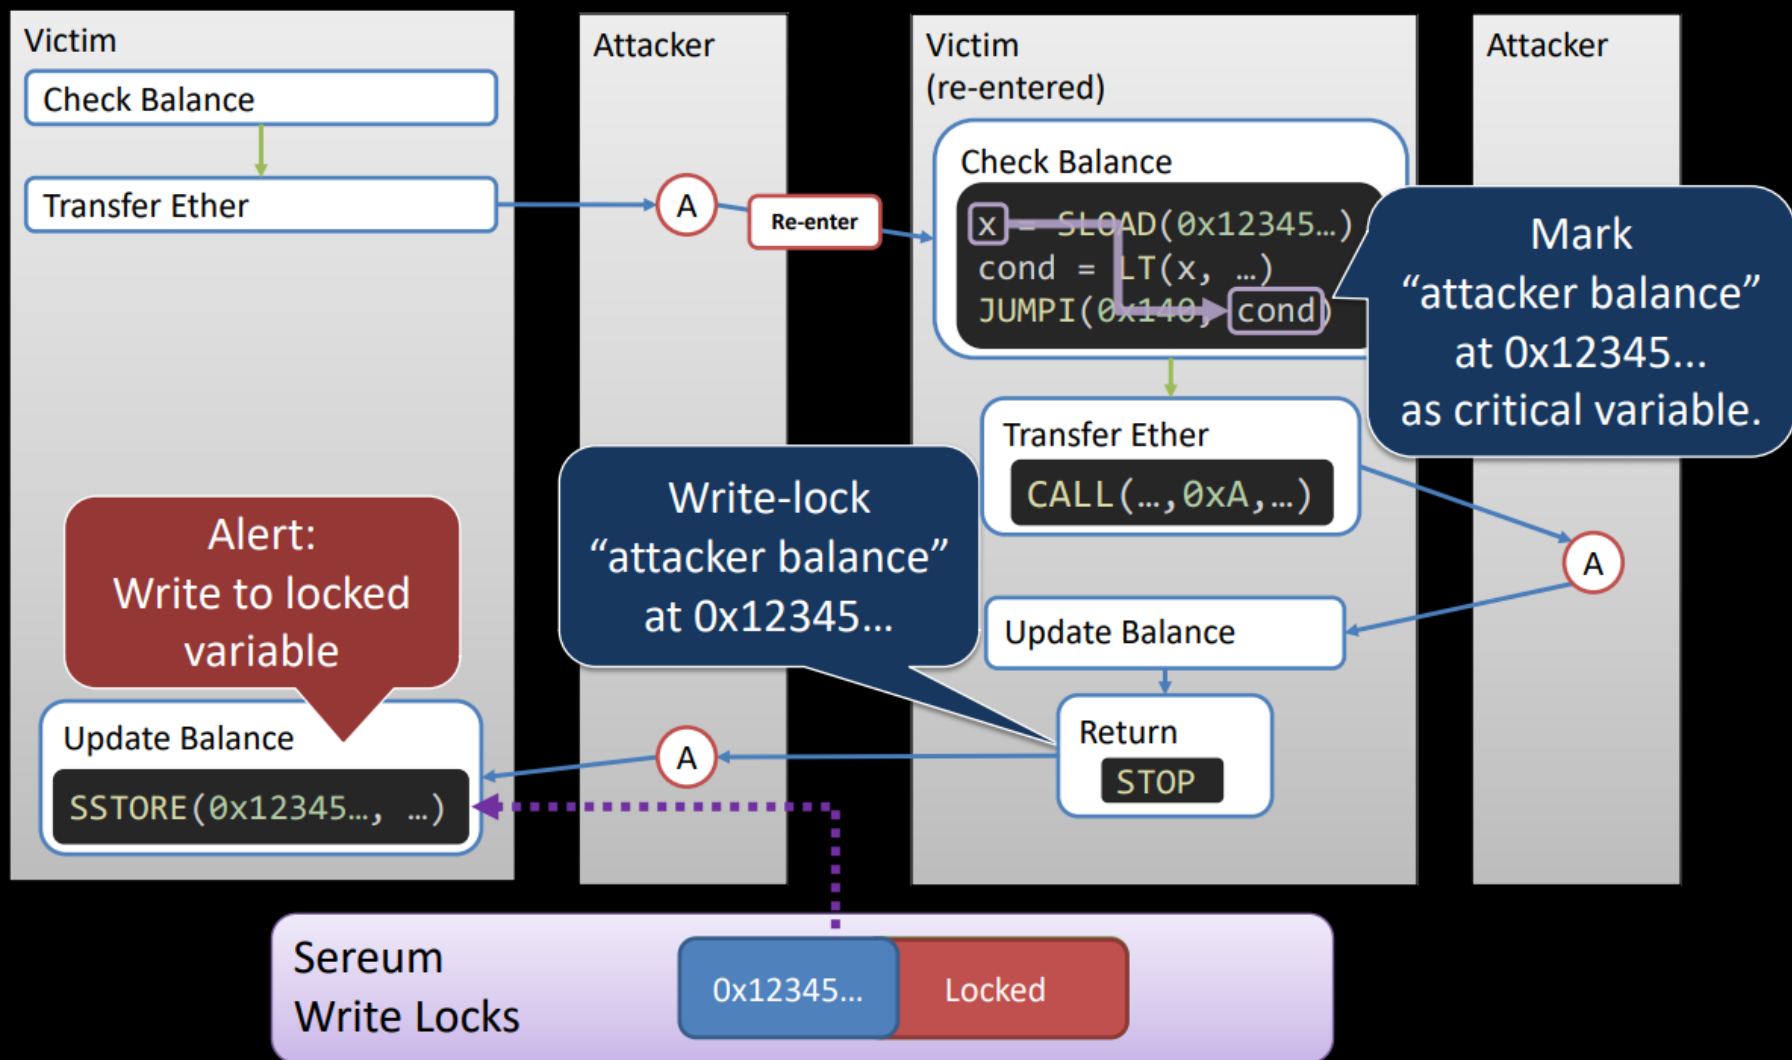 Victim
Check Balance
Transfer Ether
Attacker
A
Re-enter
Victim
(re-entered)
Check Balance
x = SLOAD(0x12345…)
cond = LT(x, …)
JUMPI(0x140, cond)
Mark
“attacker balance”
at 0x12345...
as critical variable.
Attacker
Transfer Ether
CALL(…,0xA,…)
A
Update Balance
Return
STOP
Write-lock
“attacker balance”
at 0x12345...
A
Alert:
Write to locked
variable
Update Balance
SSTORE(0x12345…, …)
Sereum
Write Locks
0x12345...
Locked